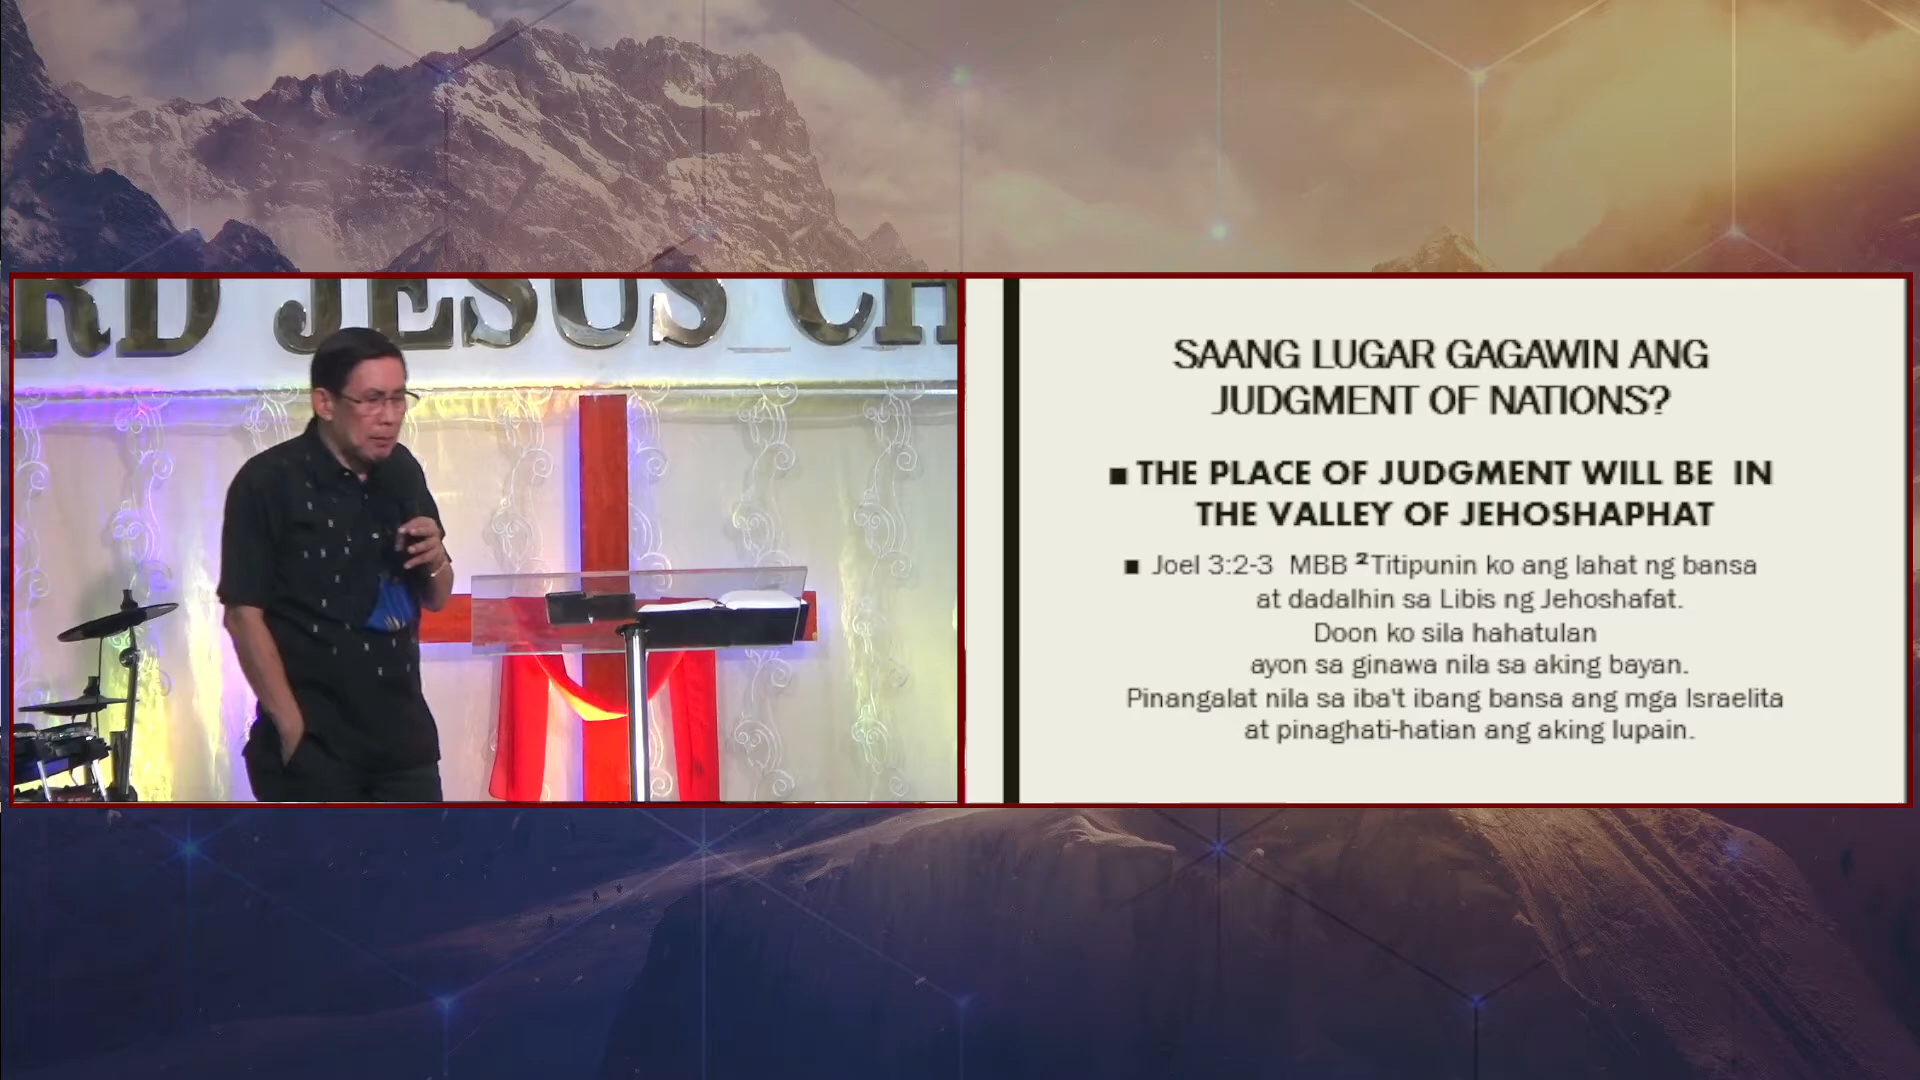 RD JESUS CH
SAANG LUGAR GAGAWIN ANG
JUDGMENT OF NATIONS?
■ THE PLACE OF JUDGMENT WILL BE IN
THE VALLEY OF JEHOSHAPHAT
■ Joel 3:2-3 MBB ²Titipunin ko ang lahat ng bansa
at dadalhin sa Libis ng Jehoshafat.
Doon ko sila hahatulan
ayon sa ginawa nila sa aking bayan.
Pinangalat nila sa iba't ibang bansa ang mga Israelita
at pinaghati-hatian ang aking lupain.